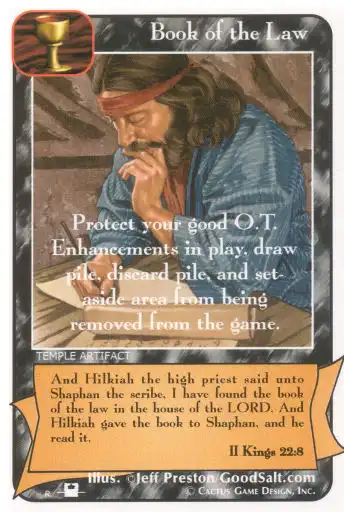 Book of the Law
Protect your good O.T.
Enhancements in play, draw
pile, discard pile, and set-
aside area from being
removed from the game.
TEMPLE ARTIFACT
And Hilkiah the high priest said unto
Shaphan the scribe, I have found the book
of the law in the house of the LORD. And
Hilkiah gave the book to Shaphan, and he
read it.
II Kings 22:8
Illus. ©Jeff Preston/GoodSalt.com
R
© CACTUS GAME DESIGN, INC.